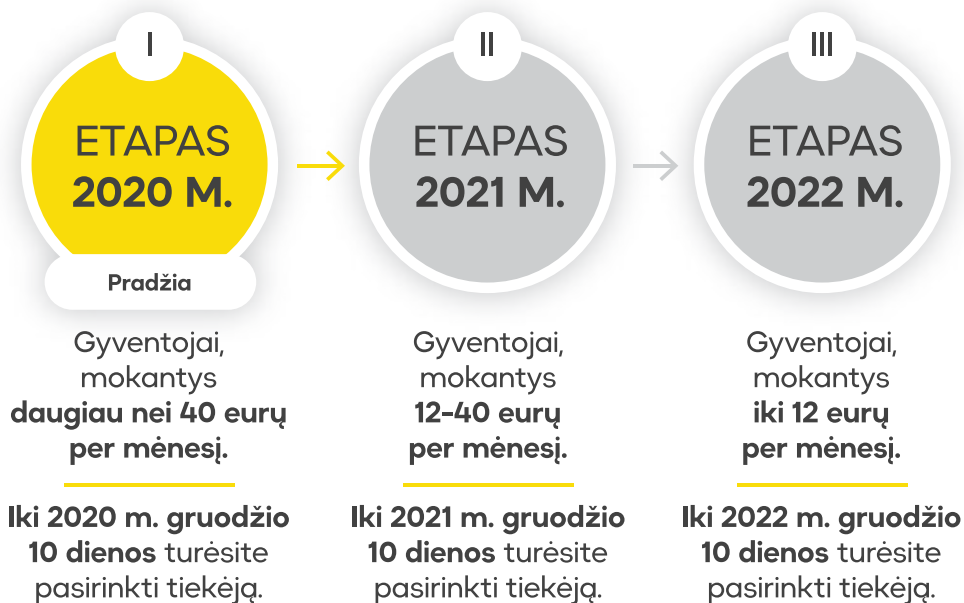 I
ETAPAS
2020 M.
Pradžia
Gyventojai,
mokantys
daugiau nei 40 eurų
per mėnesį.
Iki 2020 m. gruodžio
10 dienos turėsite
pasirinkti tiekėją.
II
ETAPAS
2021 M.
Gyventojai,
mokantys
12-40 eurų
per mėnesį.
Iki 2021 m. gruodžio
10 dienos turėsite
pasirinkti tiekėją.
III
ETAPAS
2022 M.
Gyventojai,
mokantys
iki 12 eurų
per mėnesį.
Iki 2022 m. gruodžio
10 dienos turėsite
pasirinkti tiekėją.